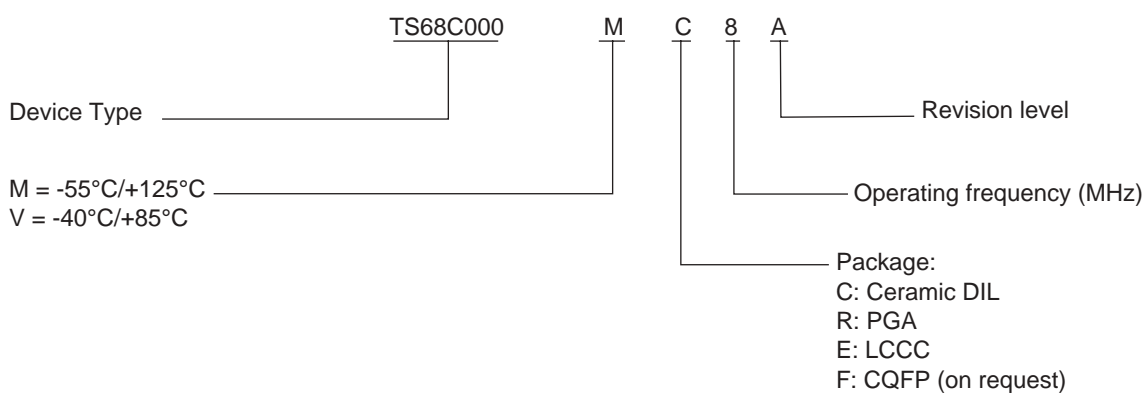 TS68C000 M C 8 A
Device Type
Revision level
M = -55°C/+125°C
V = -40°C/+85°C
Operating frequency (MHz)
Package:
C: Ceramic DIL
R: PGA
E: LCCC
F: CQFP (on request)